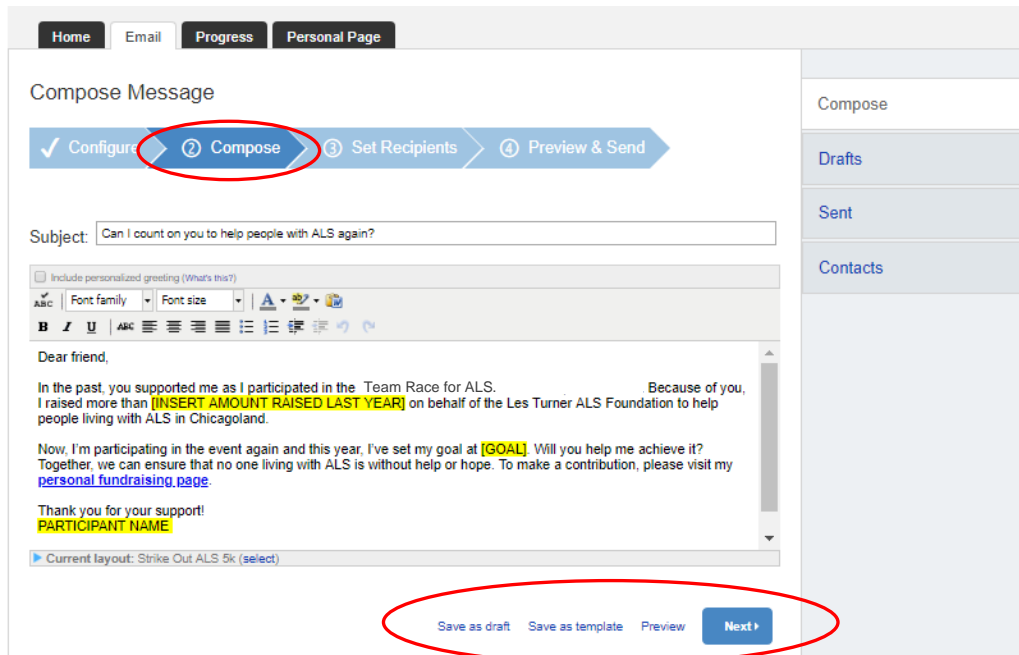 Home Email Progress Personal Page
Compose Message
Configure ② Compose ③ Set Recipients ④ Preview & Send
Subject: Can I count on you to help people with ALS again?
Include personalized greeting (What's this?)
ABC Font family Font size A ab
B I U ABC
Dear friend,
In the past, you supported me as I participated in the Team Race for ALS. Because of you,
I raised more than [INSERT AMOUNT RAISED LAST YEAR] on behalf of the Les Turner ALS Foundation to help
people living with ALS in Chicagoland.
Now, I'm participating in the event again and this year, I've set my goal at [GOAL]. Will you help me achieve it?
Together, we can ensure that no one living with ALS is without help or hope. To make a contribution, please visit my
personal fundraising page.
Thank you for your support!
PARTICIPANT NAME
Current layout: Strike Out ALS 5k (select)
Save as draft Save as template Preview Next
Compose
Drafts
Sent
Contacts